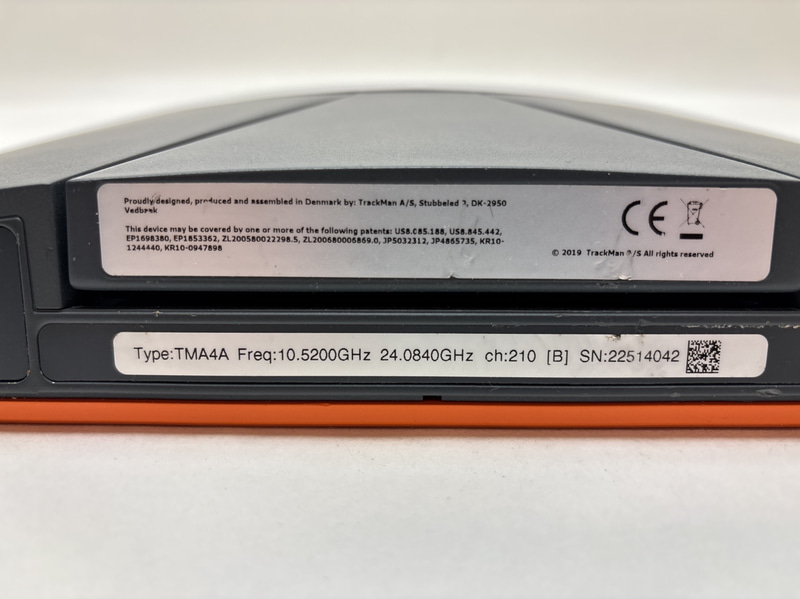 Proudly designed, produced and assembled in Denmark by: TrackMan A/S, Stubbeled 2, DK-2950
Vedbæk
This device may be covered by one or more of the following patents: US8.085.188, US8.845.442,
EP1698380, EP1853362, ZL200580022298.5, ZL200680006869.0, JP5032312, JP4865735, KR10-
1244440, KR10-0947898
CE
© 2019 TrackMan A/S All rights reserved
Type:TMA4A Freq:10.5200GHz 24.0840GHz ch:210 [B] SN:22514042